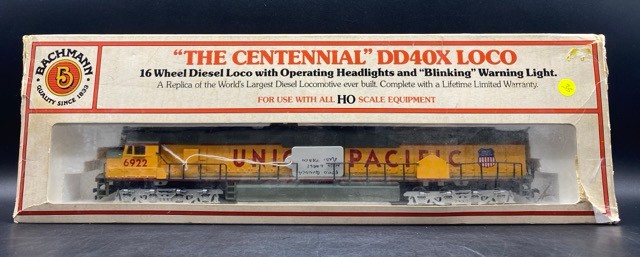 BACHMANN
QUALITY SINCE 1833
"THE CENTENNIAL" DD40X LOCO
16 Wheel Diesel Loco with Operating Headlights and "Blinking" Warning Light.
A Replica of the World's Largest Diesel Locomotive ever built. Complete with a Lifetime Limited Warranty.
FOR USE WITH ALL HO SCALE EQUIPMENT
6922
UNION PACIFIC